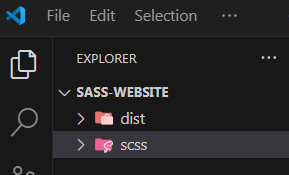 File Edit Selection ···
EXPLORER ···
SASS-WEBSITE
dist
scss